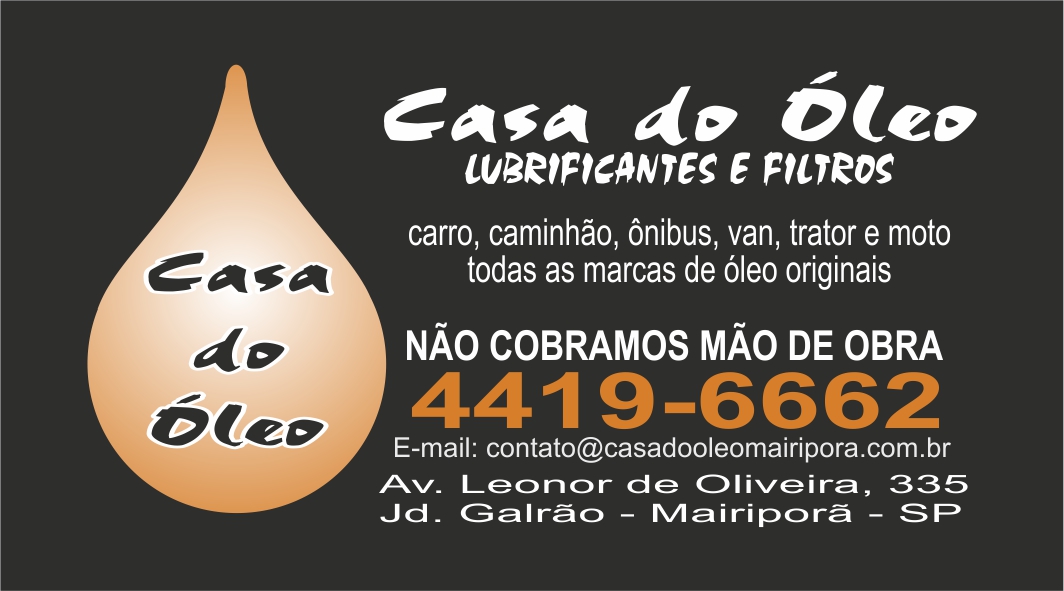 Casa
do
Óleo
Casa do Óleo
LUBRIFICANTES E FILTROS
carro, caminhão, ônibus, van, trator e moto
todas as marcas de óleo originais
NÃO COBRAMOS MÃO DE OBRA
4419-6662
E-mail: contato@casadooleomairipora.com.br
Av. Leonor de Oliveira, 335
Jd. Galrão - Mairiporã - SP